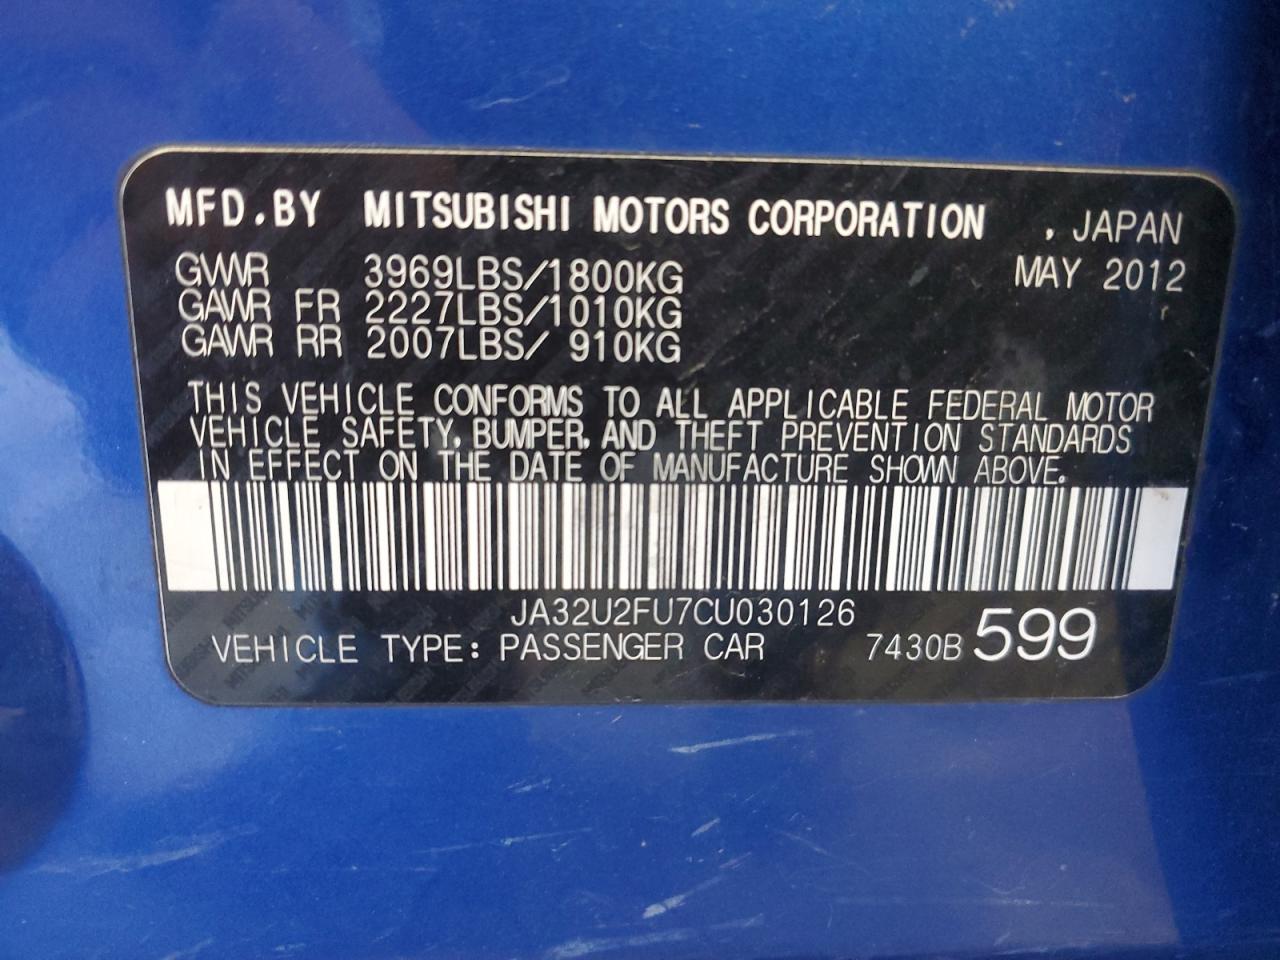 MFD.BY MITSUBISHI MOTORS CORPORATION , JAPAN
GVWR 3969LBS/1800KG MAY 2012
GAWR FR 2227LBS/1010KG
GAWR RR 2007LBS/ 910KG
THIS VEHICLE CONFORMS TO ALL APPLICABLE FEDERAL MOTOR
VEHICLE SAFETY, BUMPER, AND THEFT PREVENTION STANDARDS
IN EFFECT ON THE DATE OF MANUFACTURE SHOWN ABOVE.
JA32U2FU7CU030126
VEHICLE TYPE: PASSENGER CAR 7430B 599